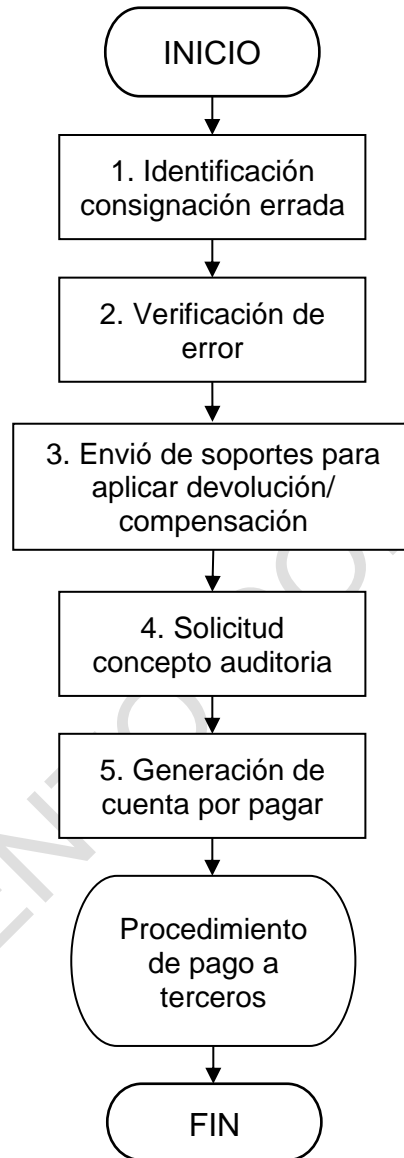 INICIO
1. Identificación
consignación errada
2. Verificación de
error
3. Envió de soportes para
aplicar devolución/
compensación
4. Solicitud
concepto auditoria
5. Generación de
cuenta por pagar
Procedimiento
de pago a
terceros
FIN